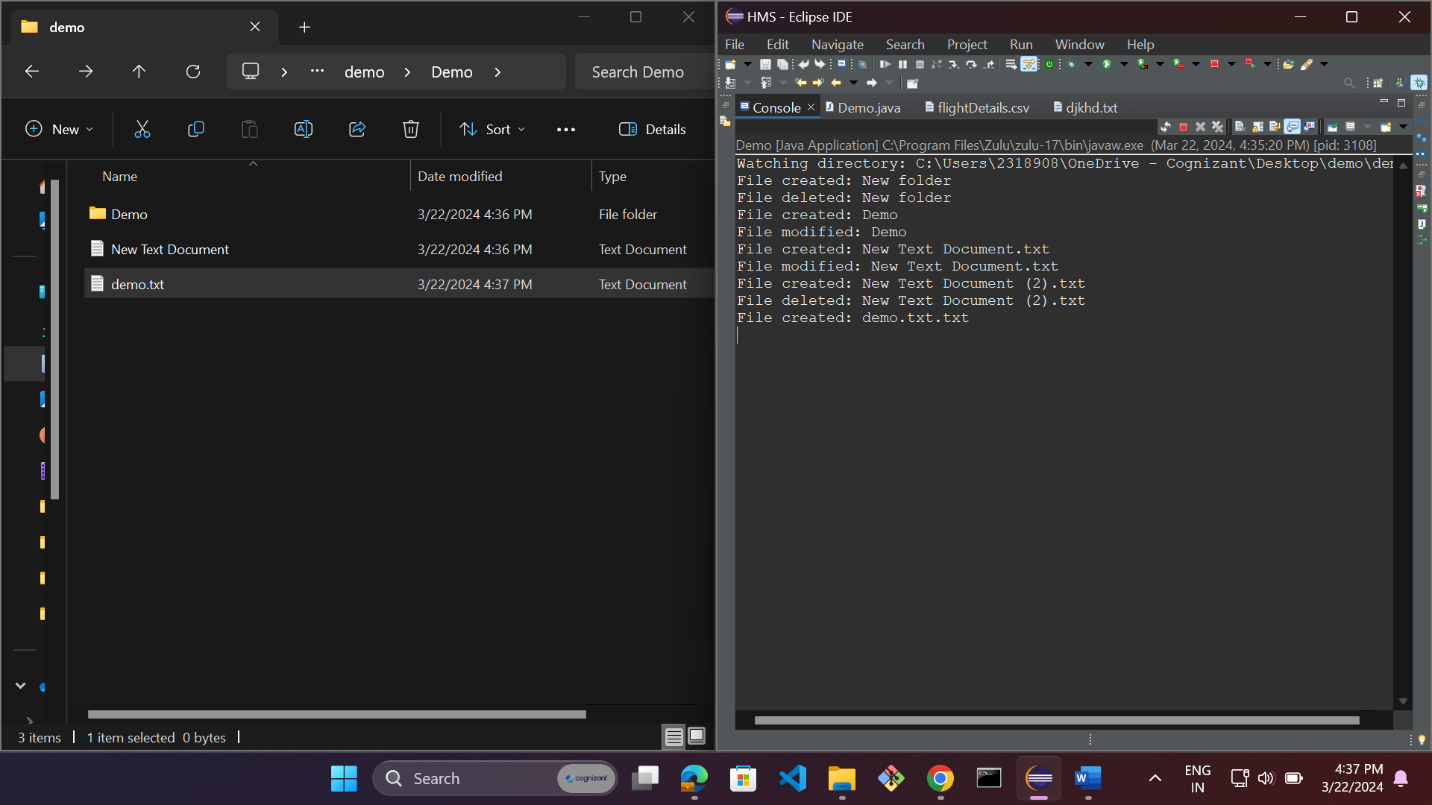 demo
demo
Demo
Search Demo
New
Sort
Details
Name
Date modified
Type
Demo
3/22/2024 4:36 PM
File folder
New Text Document
3/22/2024 4:36 PM
Text Document
demo.txt
3/22/2024 4:37 PM
Text Document
3 items
1 item selected 0 bytes
HMS - Eclipse IDE
File Edit Navigate Search Project Run Window Help
Console
Demo.java
flightDetails.csv
djkhd.txt
Demo [Java Application] C:\Program Files\Zulu\zulu-17\bin\javaw.exe (Mar 22, 2024, 4:35:20 PM) [pid: 3108]
Watching directory: C:\Users\2318908\OneDrive - Cognizant\Desktop\demo\den
File created: New folder
File deleted: New folder
File created: Demo
File modified: Demo
File created: New Text Document.txt
File modified: New Text Document.txt
File created: New Text Document (2).txt
File deleted: New Text Document (2).txt
File created: demo.txt.txt
Search
cognizant
ENG
IN
4:37 PM
3/22/2024